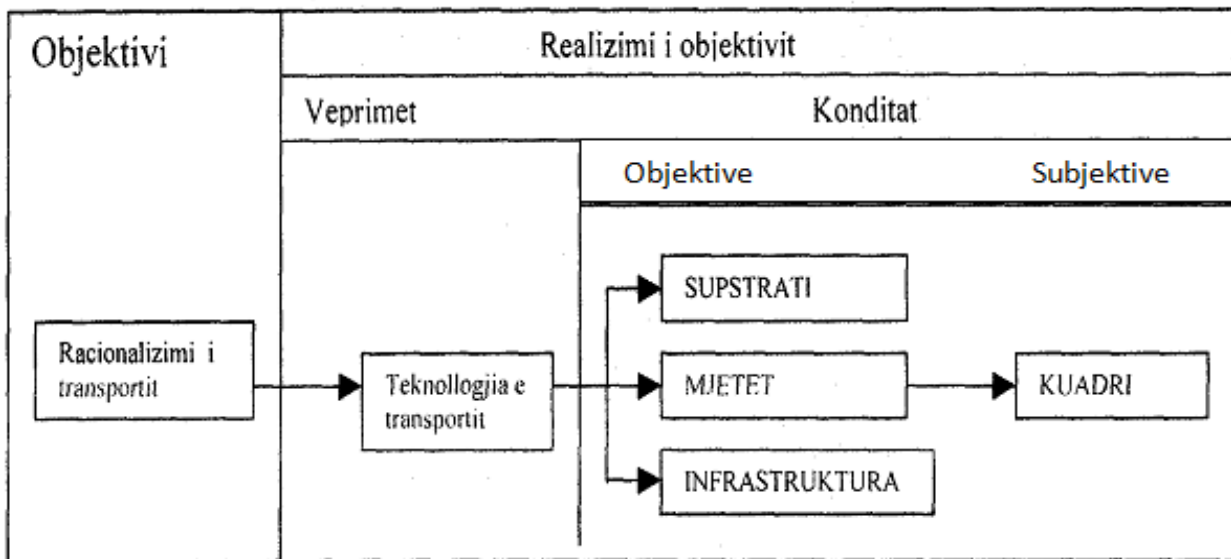 Objektivi
Realizimi i objektivit
Veprimet
Konditat
Objektive
Subjektive
SUPSTRATI
Racionalizimi i
transportit
Teknollogjia e
transportit
MJETET
KUADRI
INFRASTRUKTURA